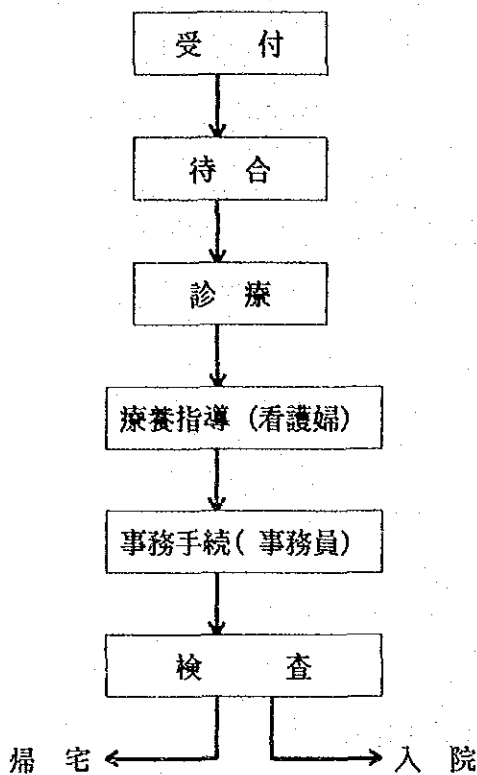 受 付
待 合
診 療
療養指導 (看護婦)
事務手続( 事務員)
検 査
帰 宅
入 院